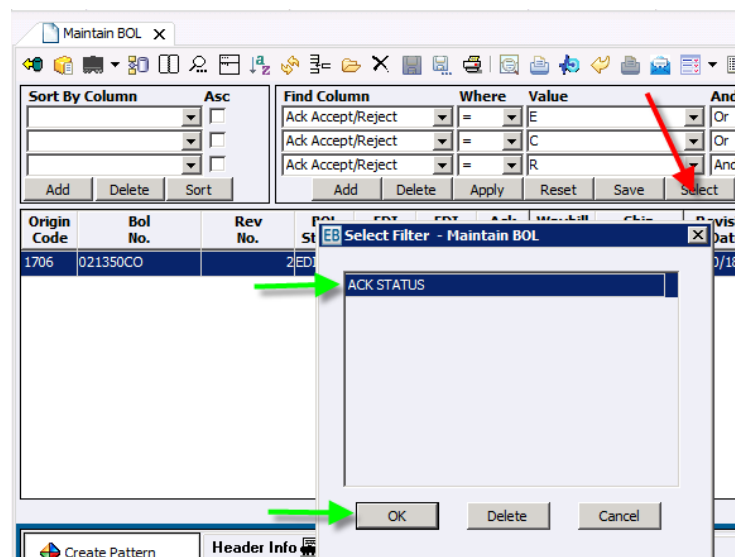 Maintain BOL X
Sort By Column Asc Find Column Where Value And
Ack Accept/Reject = E Or
Ack Accept/Reject = C Or
Ack Accept/Reject = R And
Add Delete Sort Add Delete Apply Reset Save Select
Origin Bol Rev
Code No. No.
EB Select Filter - Maintain BOL
1706 021350CO 2 EDI
ACK STATUS
OK Delete Cancel
Create Pattern Header Info